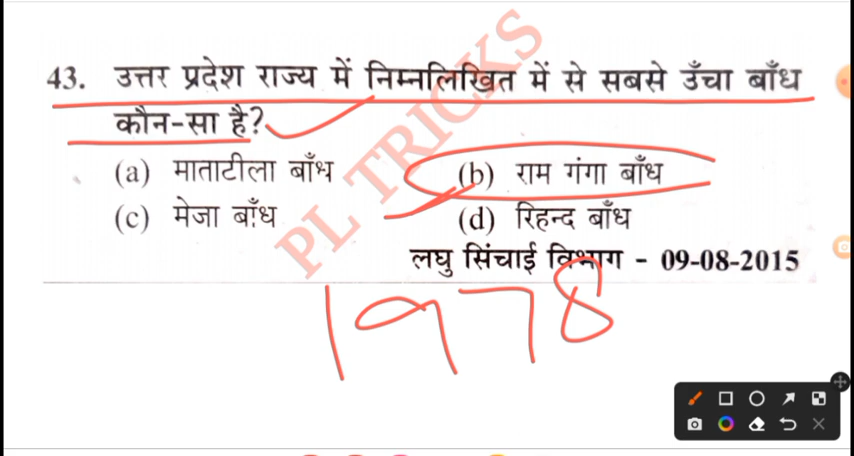 43. उत्तर प्रदेश राज्य में निम्नलिखित में से सबसे उँचा बाँध
कौन-सा है?
(a) माताटीला बाँध (b) राम गंगा बाँध
(c) मेजा बाँध (d) रिहन्द बाँध
लघु सिंचाई विभाग - 09-08-2015
1978
PL TRICKS